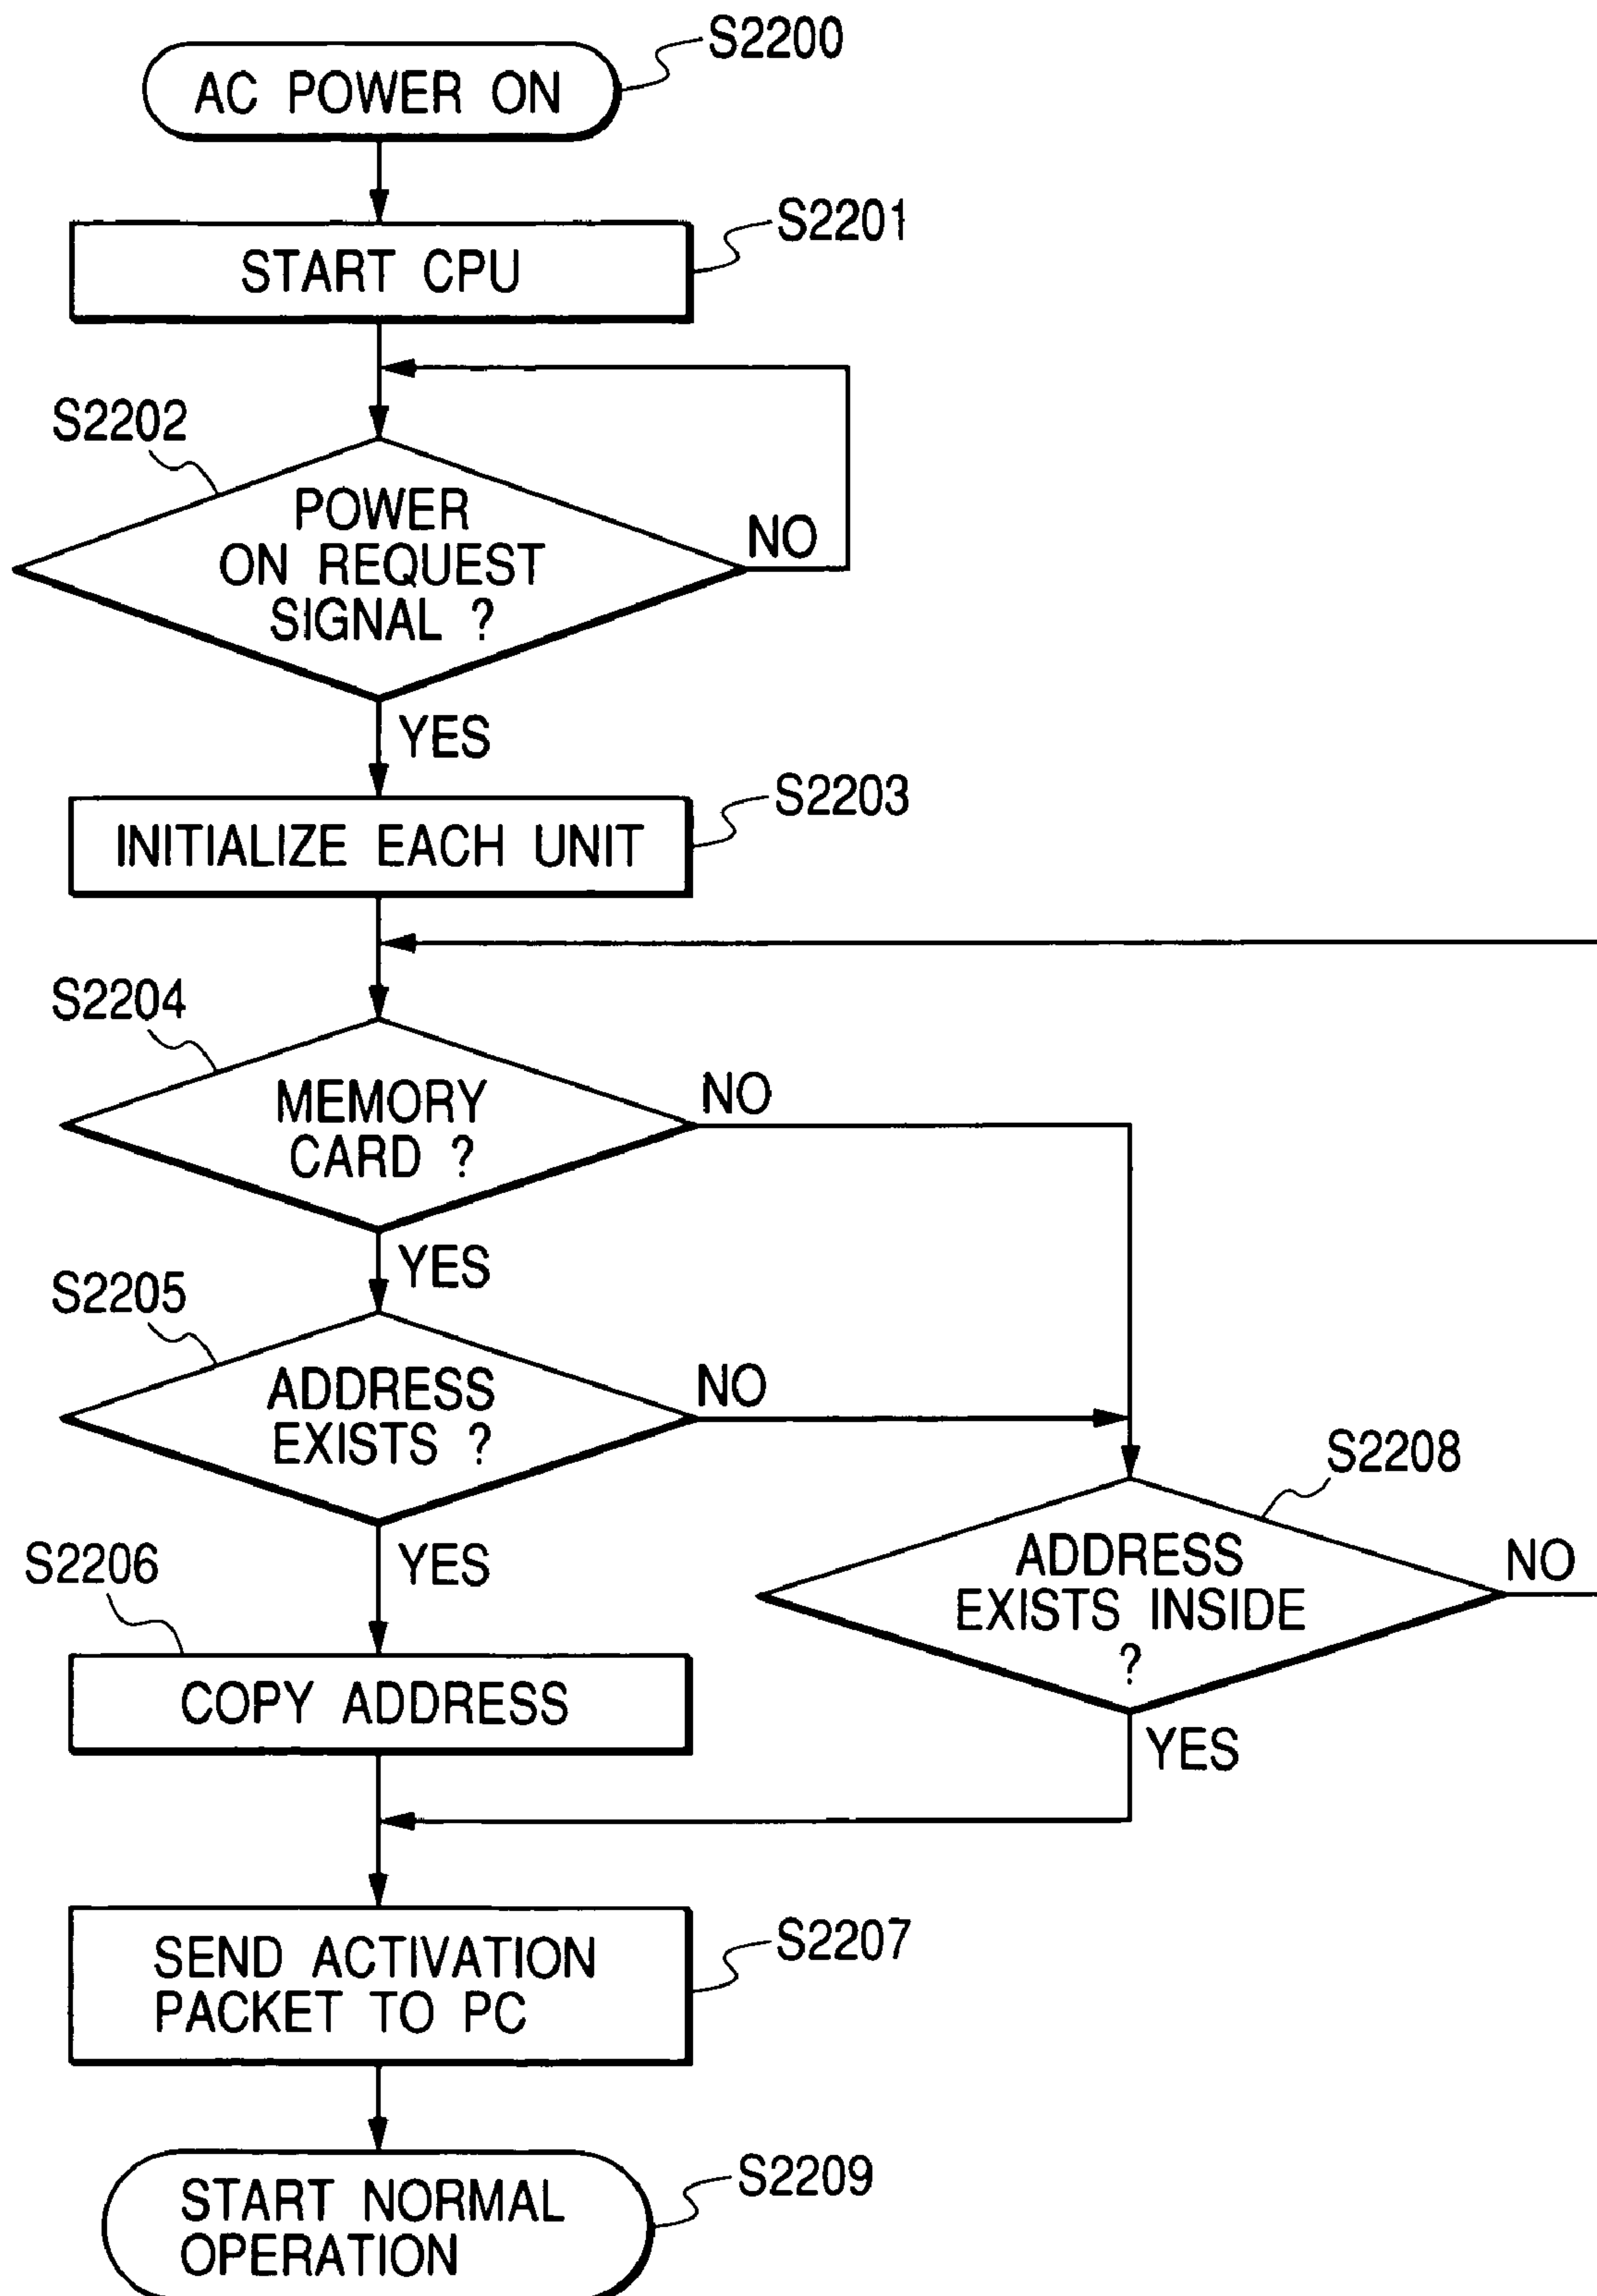 S2200
AC POWER ON
S2201
START CPU
S2202
POWER
ON REQUEST
SIGNAL ?
NO
YES
S2203
INITIALIZE EACH UNIT
S2204
MEMORY
CARD ?
NO
YES
S2205
ADDRESS
EXISTS ?
NO
S2208
ADDRESS
EXISTS INSIDE
?
NO
YES
YES
S2206
COPY ADDRESS
S2207
SEND ACTIVATION
PACKET TO PC
S2209
START NORMAL
OPERATION